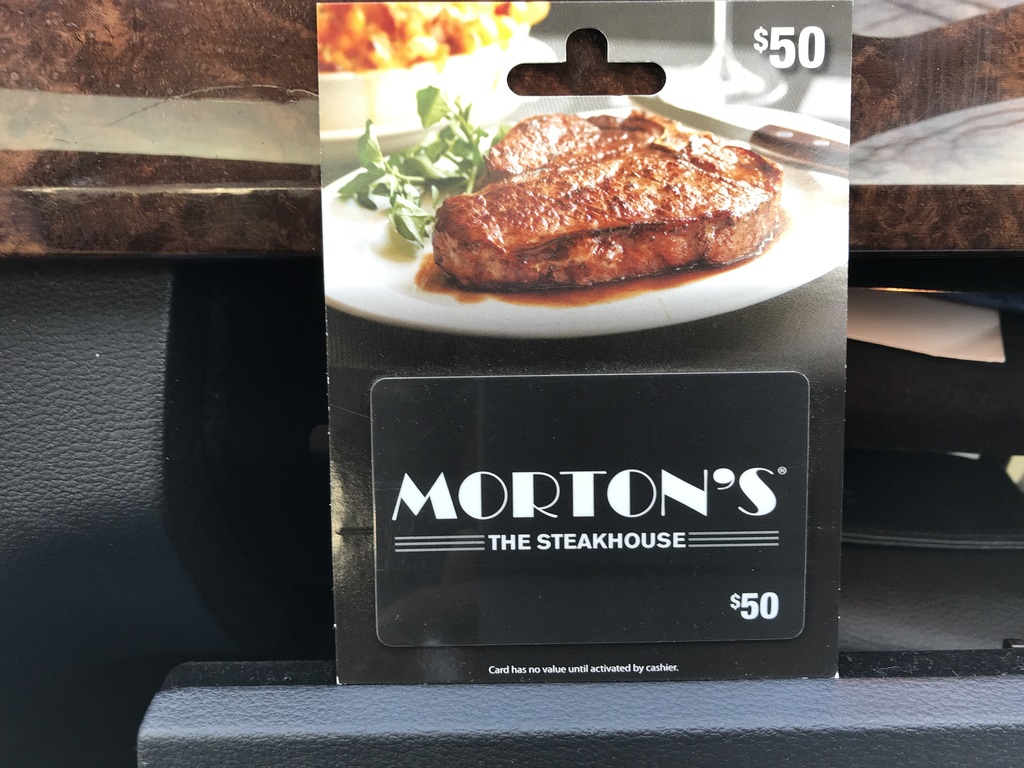 $50
MORTON'S®
THE STEAKHOUSE
$50
Card has no value until activated by cashier.